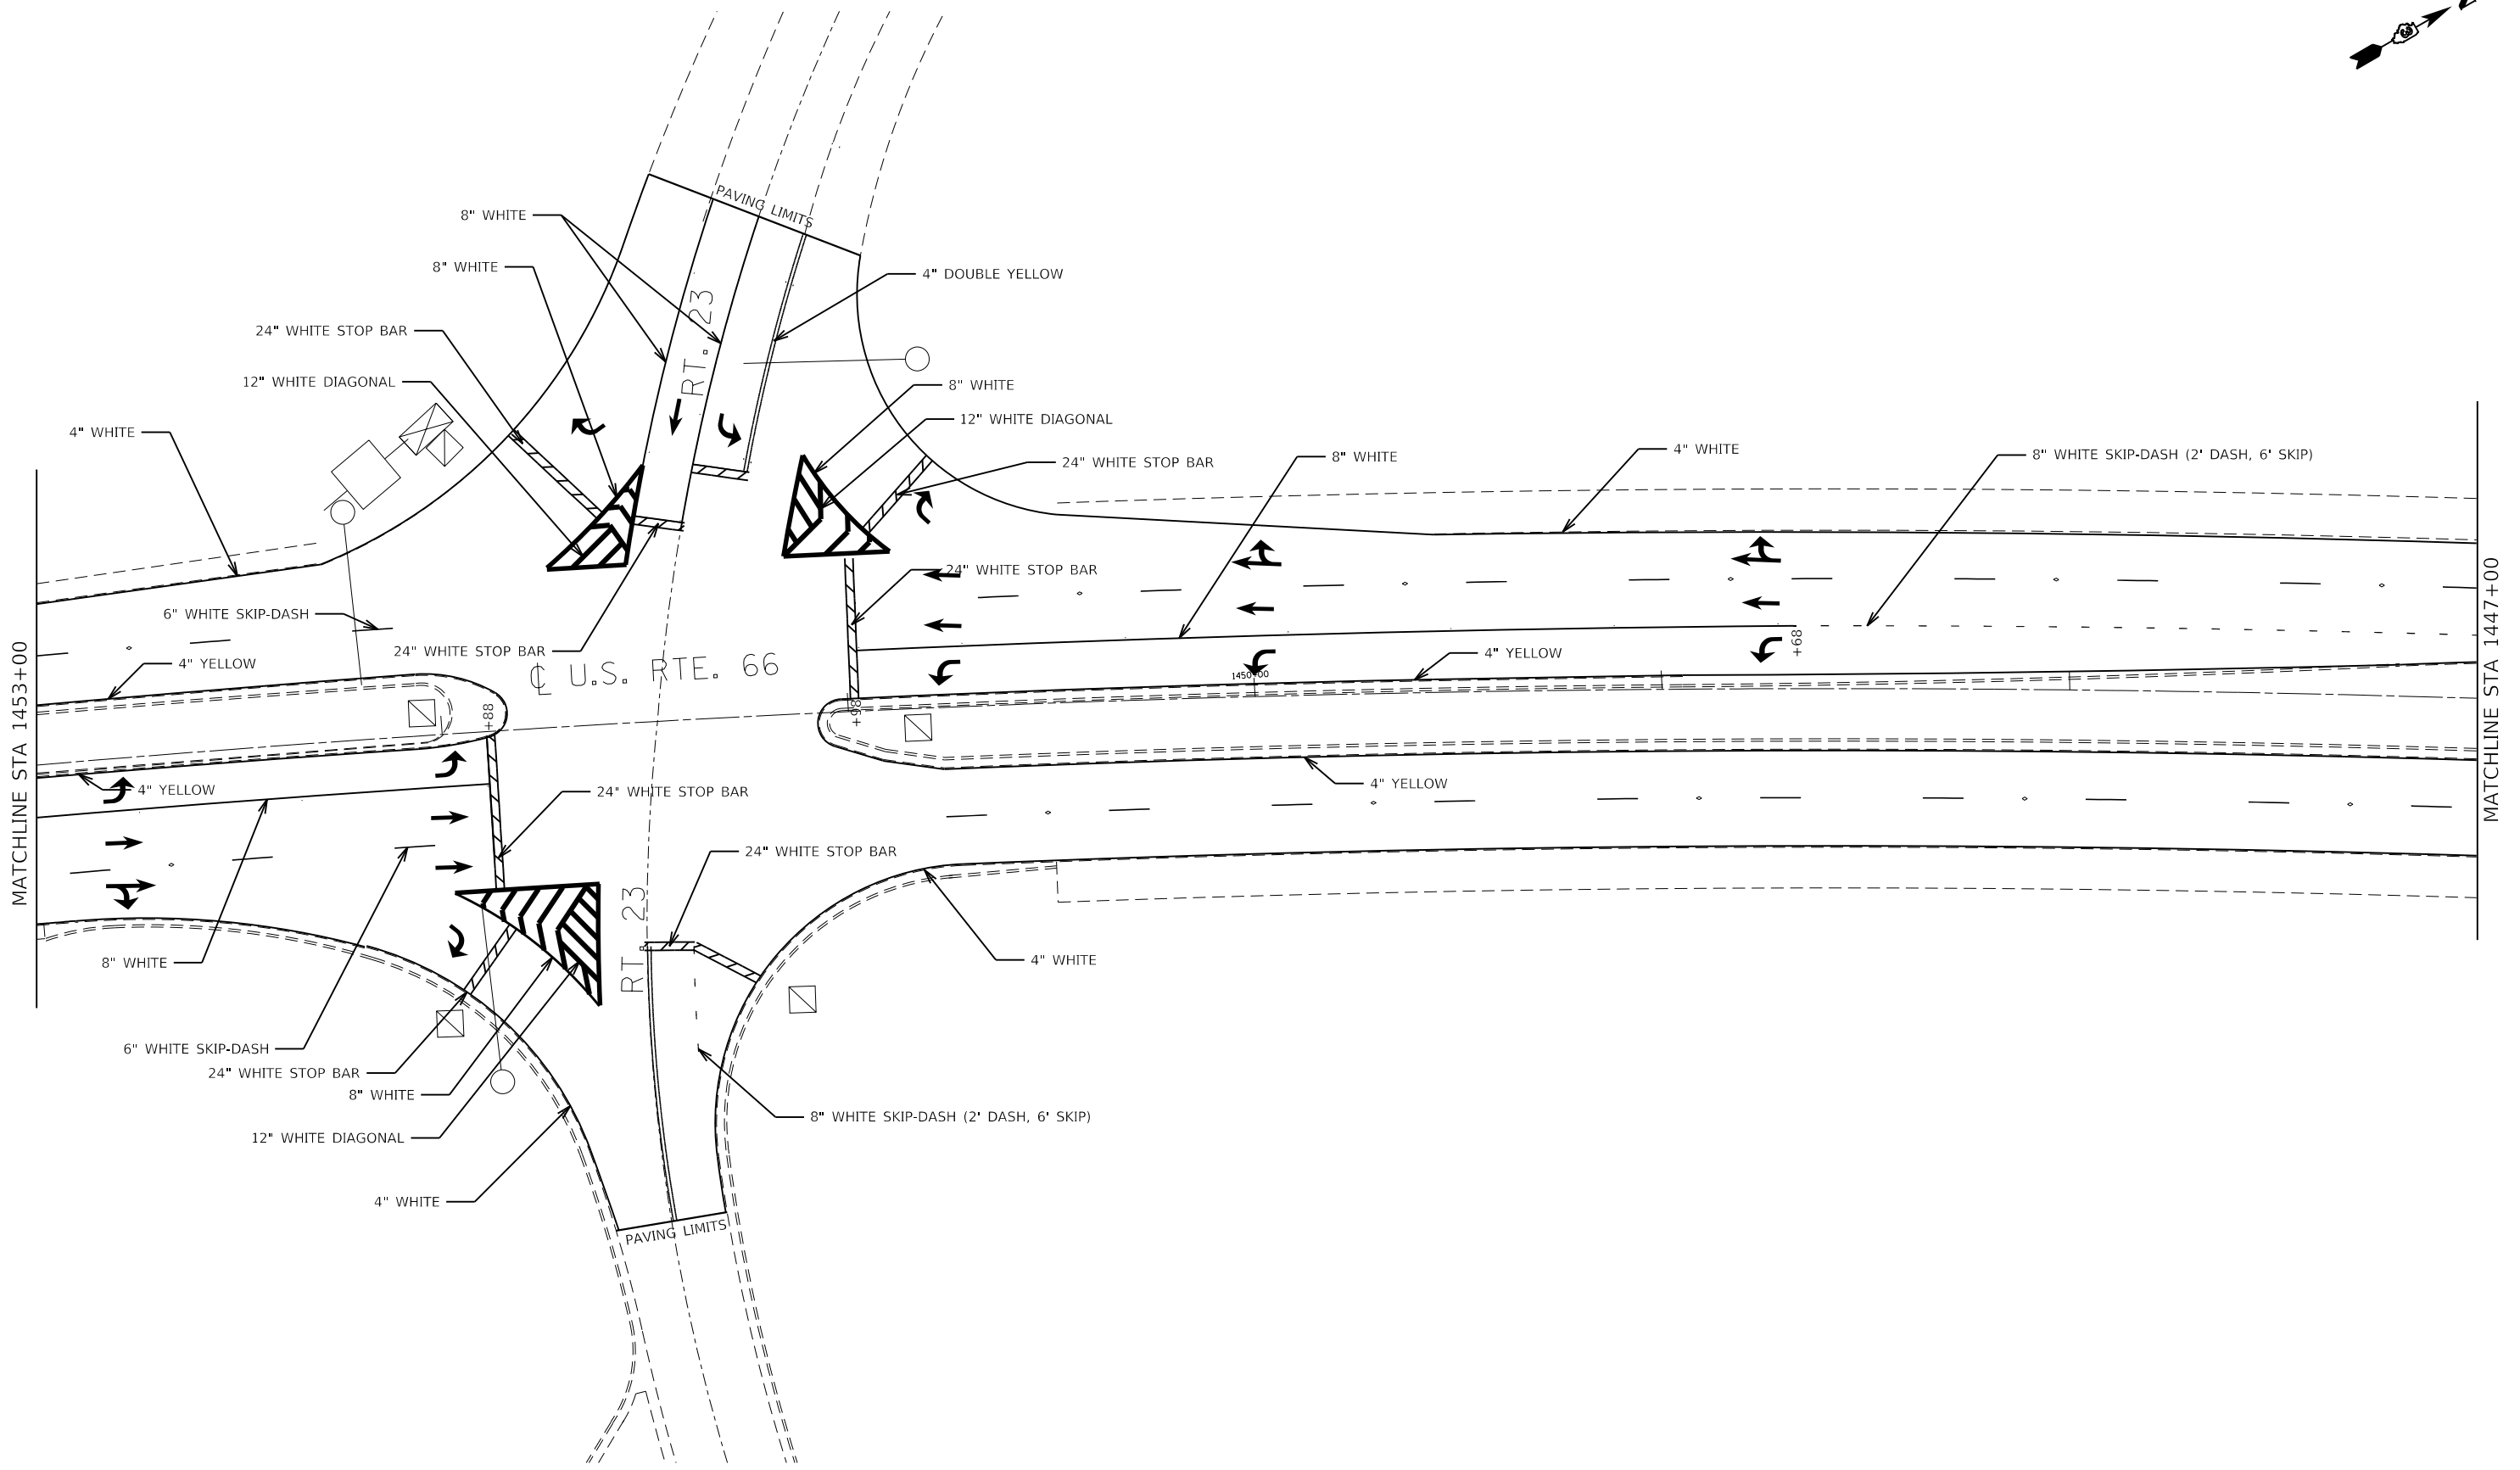 PAVING LIMITS
8" WHITE
8" WHITE
4" DOUBLE YELLOW
RT. 23
24" WHITE STOP BAR
12" WHITE DIAGONAL
8" WHITE
12" WHITE DIAGONAL
4" WHITE
24" WHITE STOP BAR
8" WHITE
4" WHITE
8" WHITE SKIP-DASH (2' DASH, 6' SKIP)
24" WHITE STOP BAR
6" WHITE SKIP-DASH
24" WHITE STOP BAR
4" YELLOW
℄ U.S. RTE. 66
4" YELLOW
+68
1450+00
+88
+98
MATCHLINE STA 1453+00
MATCHLINE STA 1447+00
4" YELLOW
24" WHITE STOP BAR
4" YELLOW
24" WHITE STOP BAR
RT 23
8" WHITE
4" WHITE
6" WHITE SKIP-DASH
24" WHITE STOP BAR
8" WHITE
8" WHITE SKIP-DASH (2' DASH, 6' SKIP)
12" WHITE DIAGONAL
4" WHITE
PAVING LIMITS